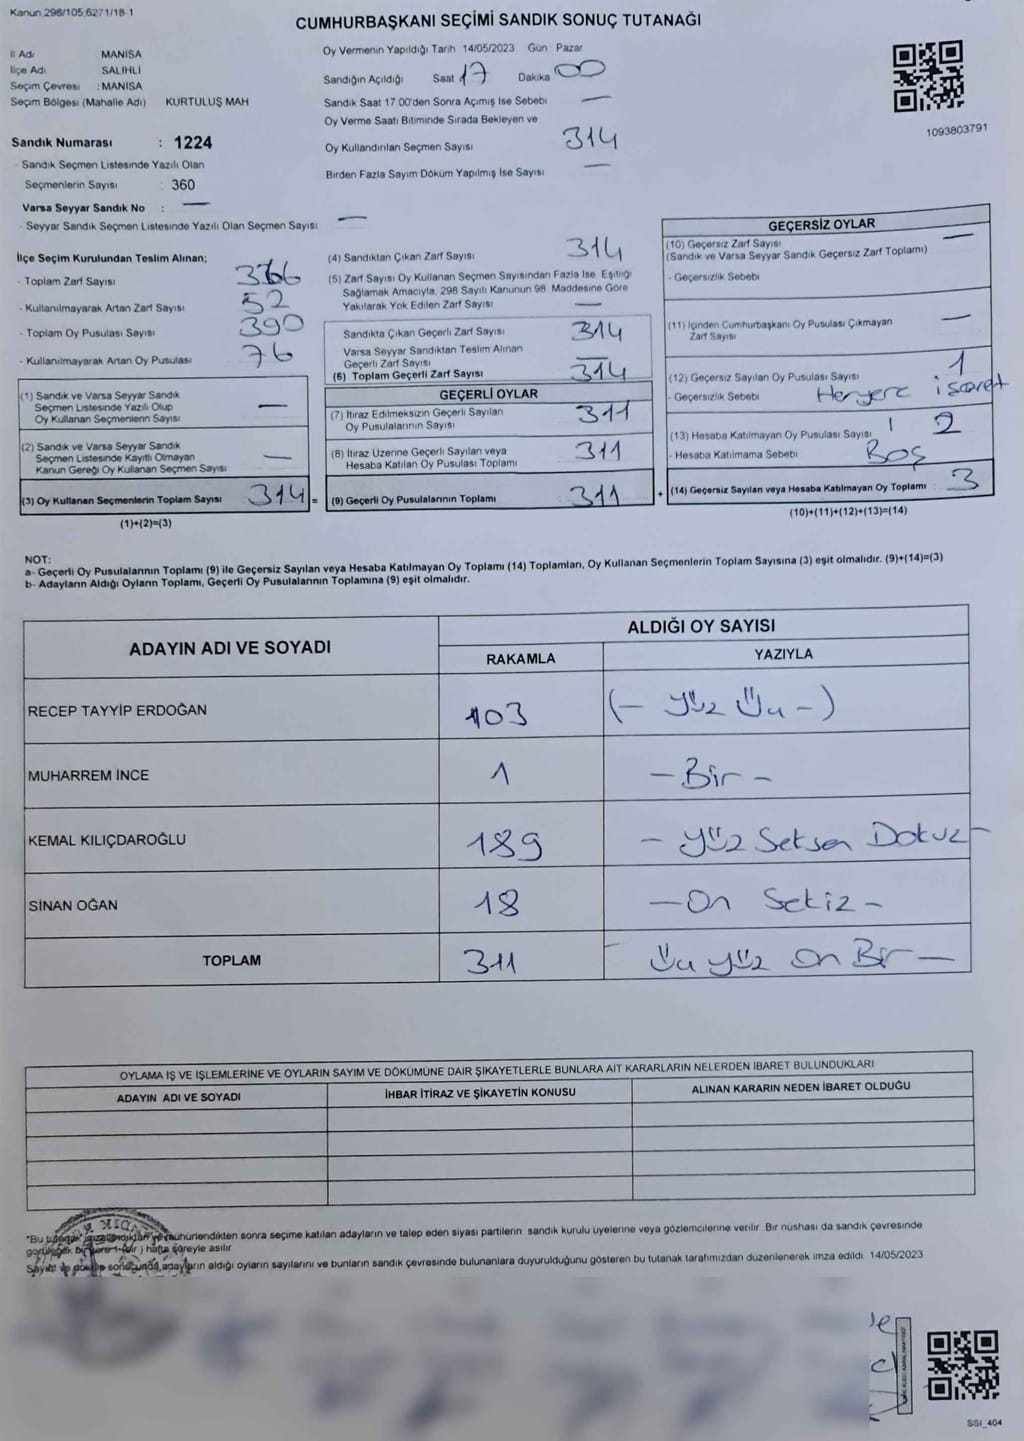 Kanun 298/105,6271/18-1
CUMHURBAŞKANI SEÇİMİ SANDIK SONUÇ TUTANAĞI
İl Adı MANİSA
İlçe Adı SALİHLİ
Seçim Çevresi : MANİSA
Seçim Bölgesi (Mahalle Adı) KURTULUŞ MAH
Oy Vermenin Yapıldığı Tarih 14/05/2023 Gün Pazar
Sandığın Açıldığı Saat 17 Dakika 00
Sandık Saat 17 00'den Sonra Açımış İse Sebebi —
Oy Verme Saati Bitiminde Sırada Bekleyen ve
Oy Kullandırılan Seçmen Sayısı 314
Birden Fazla Sayım Döküm Yapılmış İse Sayısı —
1093803791
Sandık Numarası : 1224
- Sandık Seçmen Listesinde Yazılı Olan
Seçmenlerin Sayısı : 360
Varsa Seyyar Sandık No : —
- Seyyar Sandık Seçmen Listesinde Yazılı Olan Seçmen Sayısı —
İlçe Seçim Kurulundan Teslim Alınan;
- Toplam Zarf Sayısı 366
- Kullanılmayarak Artan Zarf Sayısı 52
- Toplam Oy Pusulası Sayısı 390
- Kullanılmayarak Artan Oy Pusulası 76
(1) Sandık ve Varsa Seyyar Sandık
Seçmen Listesinde Yazılı Olup
Oy Kullanan Seçmenlerin Sayısı —
(2) Sandık ve Varsa Seyyar Sandık
Seçmen Listesinde Kayıtlı Olmayan
Kanun Gereği Oy Kullanan Seçmen Sayısı —
(3) Oy Kullanan Seçmenlerin Toplam Sayısı 314 =
(1)+(2)=(3)
(4) Sandıktan Çıkan Zarf Sayısı 314
(5) Zarf Sayısı Oy Kullanan Seçmen Sayısından Fazla İse Eşitliği
Sağlamak Amacıyla, 298 Sayılı Kanunun 98 Maddesine Göre
Yakılarak Yok Edilen Zarf Sayısı —
Sandıkta Çıkan Geçerli Zarf Sayısı 314
Varsa Seyyar Sandıktan Teslim Alınan
Geçerli Zarf Sayısı —
(6) Toplam Geçerli Zarf Sayısı 314
GEÇERLİ OYLAR
(7) İtiraz Edilmeksizin Geçerli Sayılan
Oy Pusulalarının Sayısı 311
(8) İtiraz Üzerine Geçerli Sayılan veya
Hesaba Katılan Oy Pusulası Toplamı 311
(9) Geçerli Oy Pusulalarının Toplamı 311 +
GEÇERSİZ OYLAR
(10) Geçersiz Zarf Sayısı —
(Sandık ve Varsa Seyyar Sandık Geçersiz Zarf Toplamı)
- Geçersizlik Sebebi
(11) İçinden Cumhurbaşkanı Oy Pusulası Çıkmayan —
Zarf Sayısı
(12) Geçersiz Sayılan Oy Pusulası Sayısı 1
- Geçersizlik Sebebi Heryere işaret
(13) Hesaba Katılmayan Oy Pusulası Sayısı 2
- Hesaba Katılmama Sebebi Boş
(14) Geçersiz Sayılan veya Hesaba Katılmayan Oy Toplamı 3
(10)+(11)+(12)+(13)=(14)
NOT:
a- Geçerli Oy Pusulalarının Toplamı (9) ile Geçersiz Sayılan veya Hesaba Katılmayan Oy Toplamı (14) Toplamları, Oy Kullanan Seçmenlerin Toplam Sayısına (3) eşit olmalıdır. (9)+(14)=(3)
b- Adayların Aldığı Oyların Toplamı, Geçerli Oy Pusulalarının Toplamına (9) eşit olmalıdır.
ADAYIN ADI VE SOYADI ALDIĞI OY SAYISI
RAKAMLA YAZIYLA
RECEP TAYYİP ERDOĞAN 103 (- Yüz Üç -)
MUHARREM İNCE 1 - Bir -
KEMAL KILIÇDAROĞLU 189 - Yüz Seksen Dokuz -
SİNAN OĞAN 18 - On Sekiz -
TOPLAM 311 - Üç yüz On Bir -
OYLAMA İŞ VE İŞLEMLERİNE VE OYLARIN SAYIM VE DÖKÜMÜNE DAİR ŞİKAYETLERLE BUNLARA AİT KARARLARIN NELERDEN İBARET BULUNDUKLARI
ADAYIN ADI VE SOYADI İHBAR İTİRAZ VE ŞİKAYETİN KONUSU ALINAN KARARIN NEDEN İBARET OLDUĞU
*Bu tutanak imzalandıktan ve mühürlendikten sonra seçime katılan adayların ve talep eden siyasi partilerin sandık kurulu üyelerine veya gözlemcilerine verilir Bir nüshası da sandık çevresinde
görülecek bir yere 1 (bir) hafta süreyle asılır
Sayım ve döküm sonucunda adayların aldığı oyların sayılarını ve bunların sandık çevresinde bulunanlara duyurulduğunu gösteren bu tutanak tarafımızdan düzenlenerek imza edildi 14/05/2023
SSİ_404